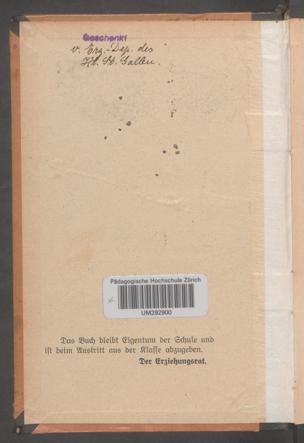 Geschenkt
v. Erz.-Dep. des
Kt. St. Gallen.
Pädagogische Hochschule Zürich
UM292900
Das Buch bleibt Eigentum der Schule und
ist beim Austritt aus der Klasse abzugeben.
Der Erziehungsrat.